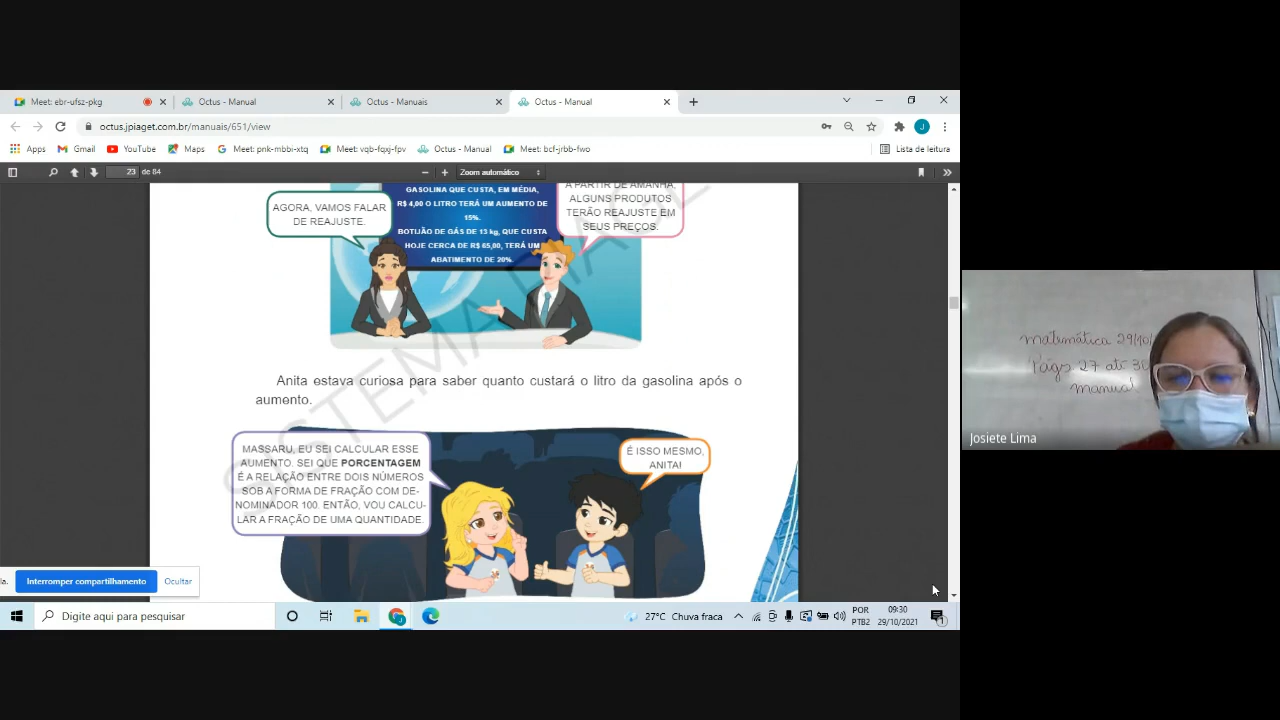 Meet: ebr-ufsz-pkg
Octus - Manual
Octus - Manuais
Octus - Manual
octus.jpiaget.com.br/manuais/651/view
Apps
Gmail
YouTube
Maps
Meet: pnk-mbbi-xtq
Meet: vqb-fqxj-fpv
Octus - Manual
Meet: bcf-jrbb-fwo
Lista de leitura
23 de 84
Zoom automático
AGORA, VAMOS FALAR
DE REAJUSTE.
GASOLINA QUE CUSTA, EM MÉDIA,
R$ 4,00 O LITRO TERÁ UM AUMENTO DE
15%.
BOTIJÃO DE GÁS DE 13 kg, QUE CUSTA
HOJE CERCA DE R$ 65,00, TERÁ UM
ABATIMENTO DE 20%.
A PARTIR DE AMANHÃ,
ALGUNS PRODUTOS
TERÃO REAJUSTE EM
SEUS PREÇOS.
Anita estava curiosa para saber quanto custará o litro da gasolina após o
aumento.
MASSARU, EU SEI CALCULAR ESSE
AUMENTO. SEI QUE PORCENTAGEM
É A RELAÇÃO ENTRE DOIS NÚMEROS
SOB A FORMA DE FRAÇÃO COM DE-
NOMINADOR 100. ENTÃO, VOU CALCU-
LAR A FRAÇÃO DE UMA QUANTIDADE.
É ISSO MESMO,
ANITA!
la.
Interromper compartilhamento
Ocultar
Digite aqui para pesquisar
27°C Chuva fraca
POR
PTB2
09:30
29/10/2021
matemática 29/10/
Págs 27 até 30
manual
Josiete Lima